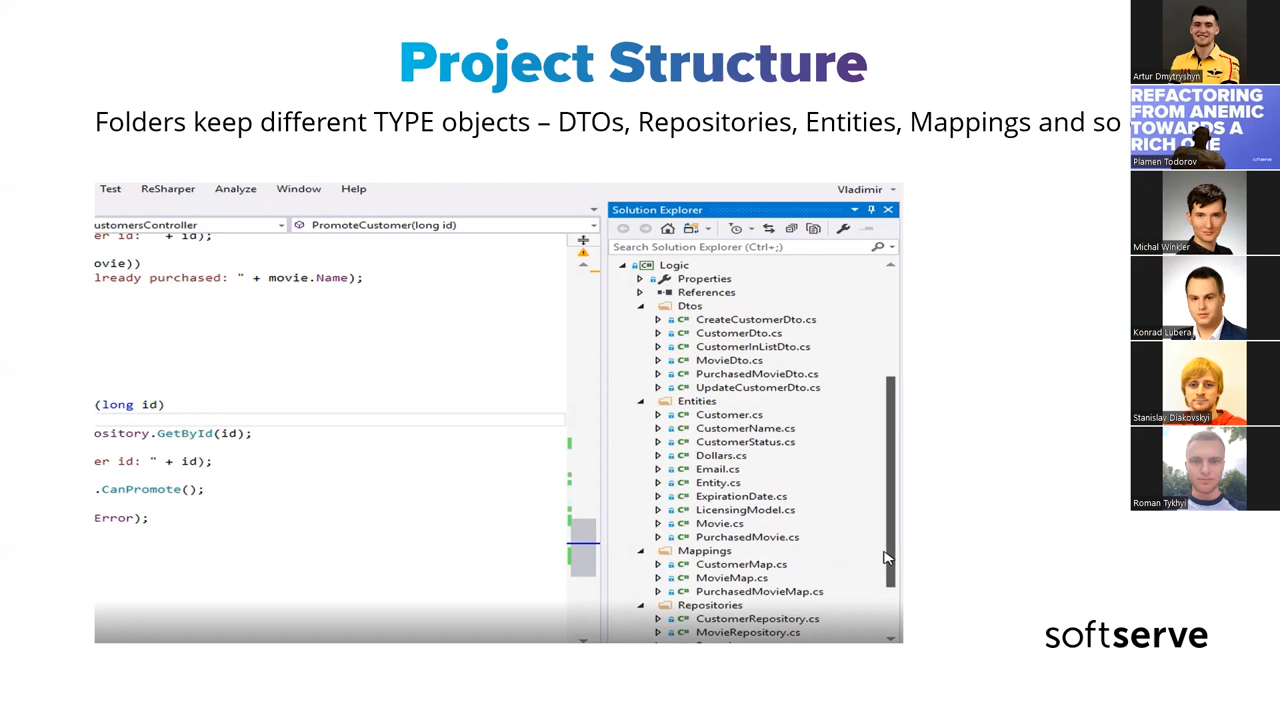 Project Structure
Folders keep different TYPE objects – DTOs, Repositories, Entities, Mappings and so
Test ReSharper Analyze Window Help Vladimir
ustomersController PromoteCustomer(long id)
er id: " + id);
ovie))
lready purchased: " + movie.Name);
(long id)
ository.GetById(id);
er id: " + id);
.CanPromote();
Error);
Solution Explorer
Search Solution Explorer (Ctrl+;)
Logic
Properties
References
Dtos
CreateCustomerDto.cs
CustomerDto.cs
CustomerInListDto.cs
MovieDto.cs
PurchasedMovieDto.cs
UpdateCustomerDto.cs
Entities
Customer.cs
CustomerName.cs
CustomerStatus.cs
Dollars.cs
Email.cs
Entity.cs
ExpirationDate.cs
LicensingModel.cs
Movie.cs
PurchasedMovie.cs
Mappings
CustomerMap.cs
MovieMap.cs
PurchasedMovieMap.cs
Repositories
CustomerRepository.cs
MovieRepository.cs
softserve
Artur Dmytryshyn
REFACTORING
FROM ANEMIC
TOWARDS A
RICH ONE
softserve
Plamen Todorov
Michal Winkler
Konrad Lubera
Stanislav Diakovskyi
Roman Tykhyi